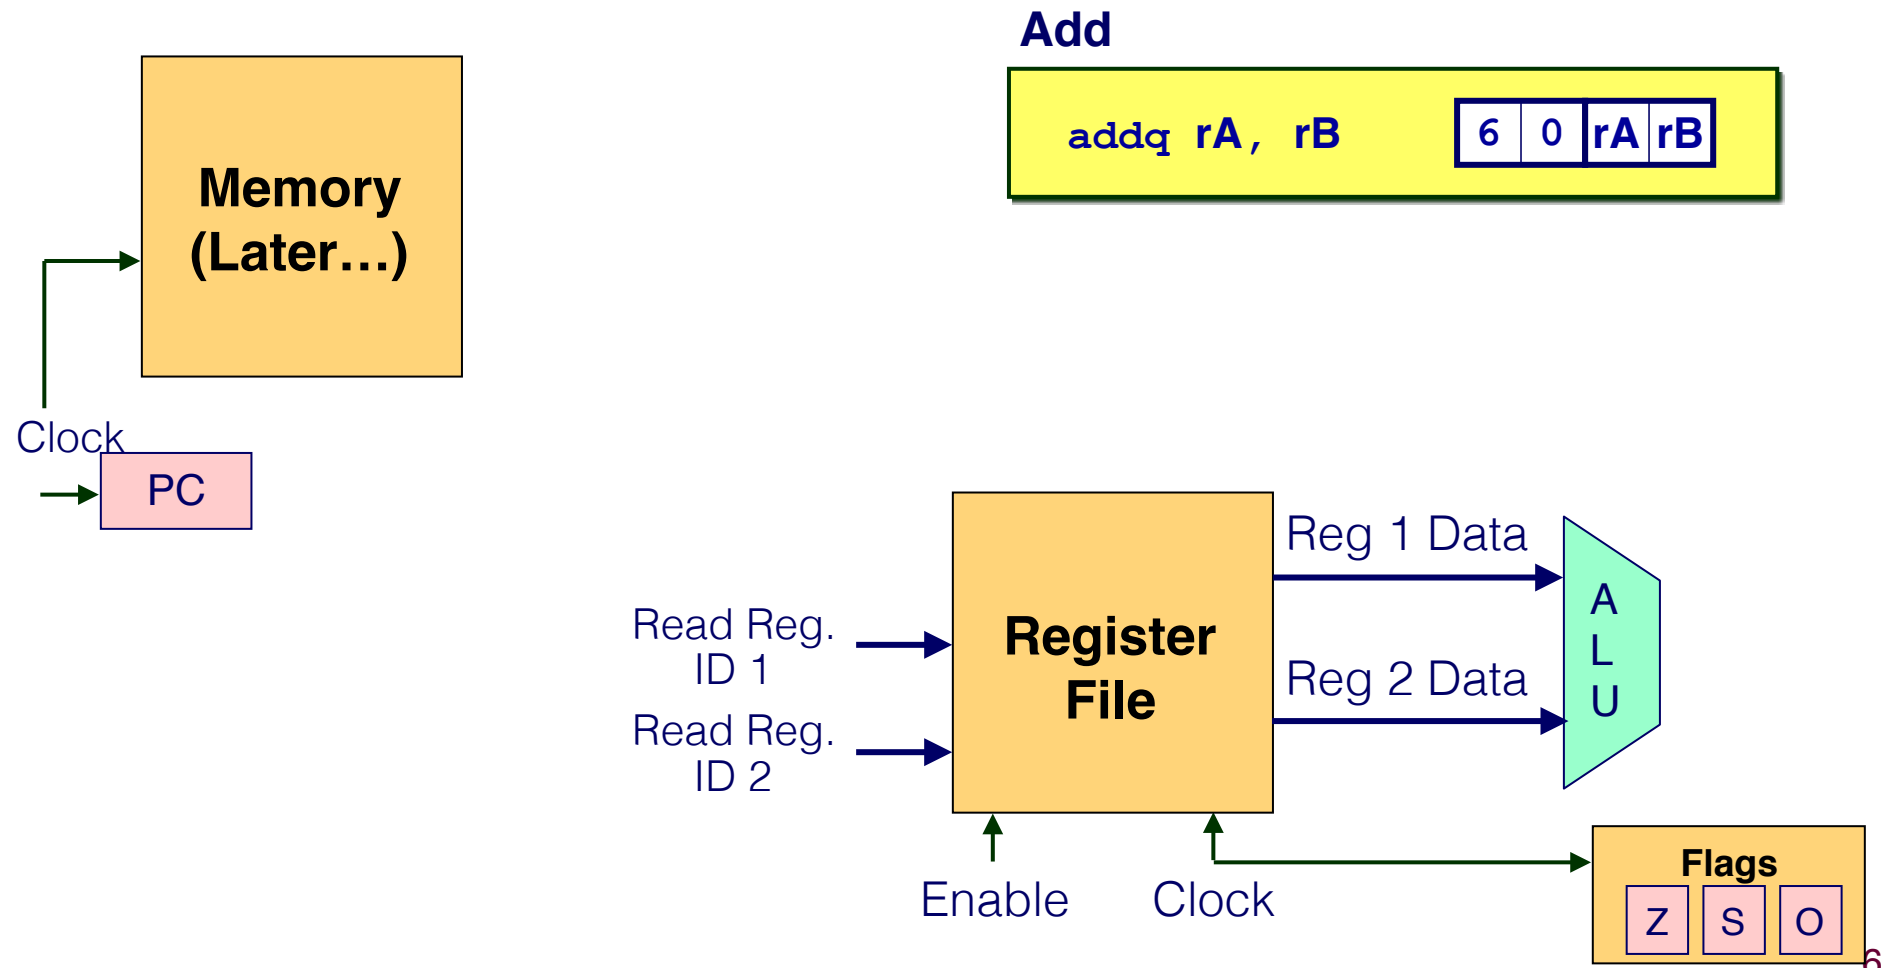 Add
addq rA, rB 6 0 rA rB
Memory
(Later…)
Clock
PC
Read Reg.
ID 1
Read Reg.
ID 2
Register
File
Reg 1 Data
Reg 2 Data
A
L
U
Enable
Clock
Flags
Z S O
6